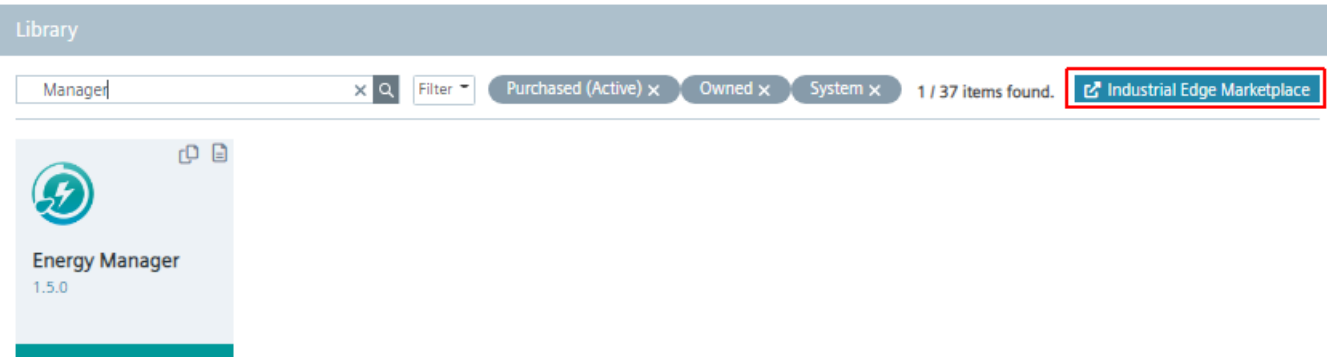 Library
Manager
Filter
Purchased (Active) ×
Owned ×
System ×
1 / 37 items found.
Industrial Edge Marketplace
Energy Manager
1.5.0